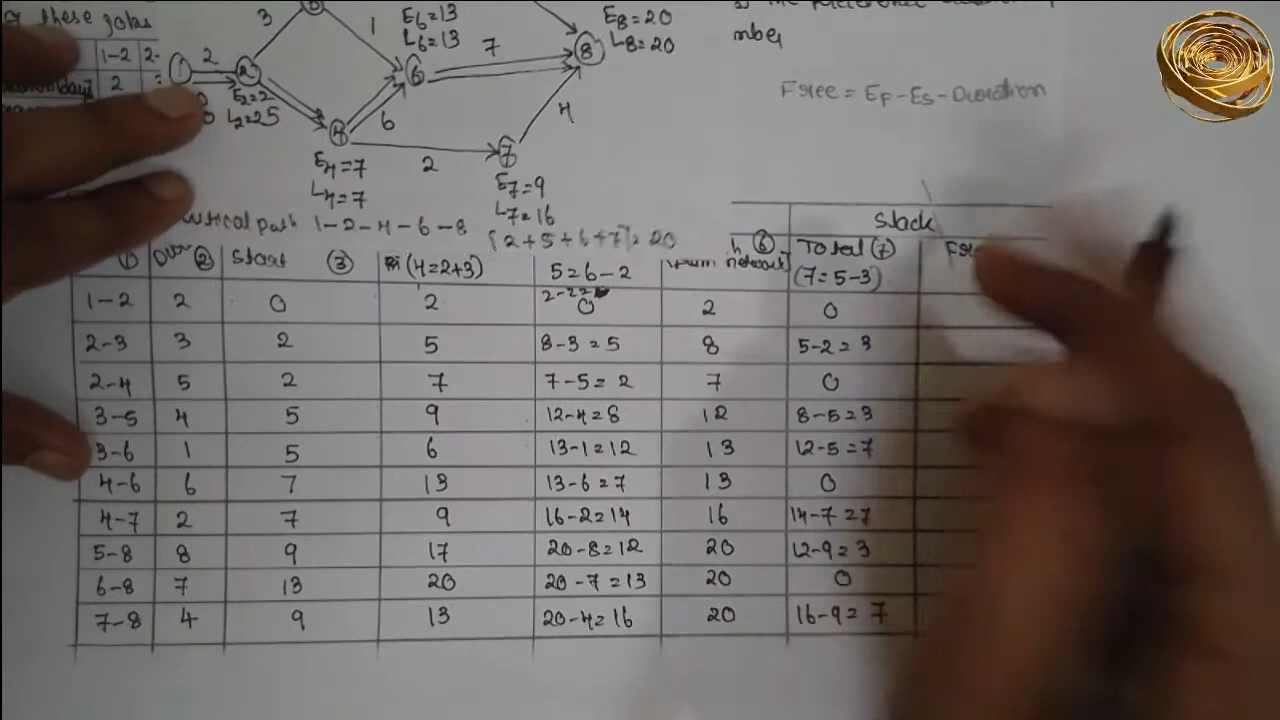 of these jobs
1-2 2-
2
3
1
E6=13
L6=13
7
E8=20
L8=20
mber
1 2 2 6 8
E2=2
L2=25
6
4
Free = EF-ES-Duration
4
2
7
E4=7
L4=7
E7=9
L7=16
path 1-2-4-6-8
(2+5+6+7)=20
Slack
(1) (2) Start (3) (4=2+3) 5=6-2 network) (6) Total (7)
(7=5-3)
1-2 2 0 2 2-2= 0 2 0
2-3 3 2 5 8-3=5 8 5-2=3
2-4 5 2 7 7-5=2 7 0
3-5 4 5 9 12-4=8 12 8-5=3
3-6 1 5 6 13-1=12 13 12-5=7
4-6 6 7 13 13-6=7 13 0
4-7 2 7 9 16-2=14 16 14-7=7
5-8 8 9 17 20-8=12 20 12-9=3
6-8 7 13 20 20-7=13 20 0
7-8 4 9 13 20-4=16 20 16-9=7